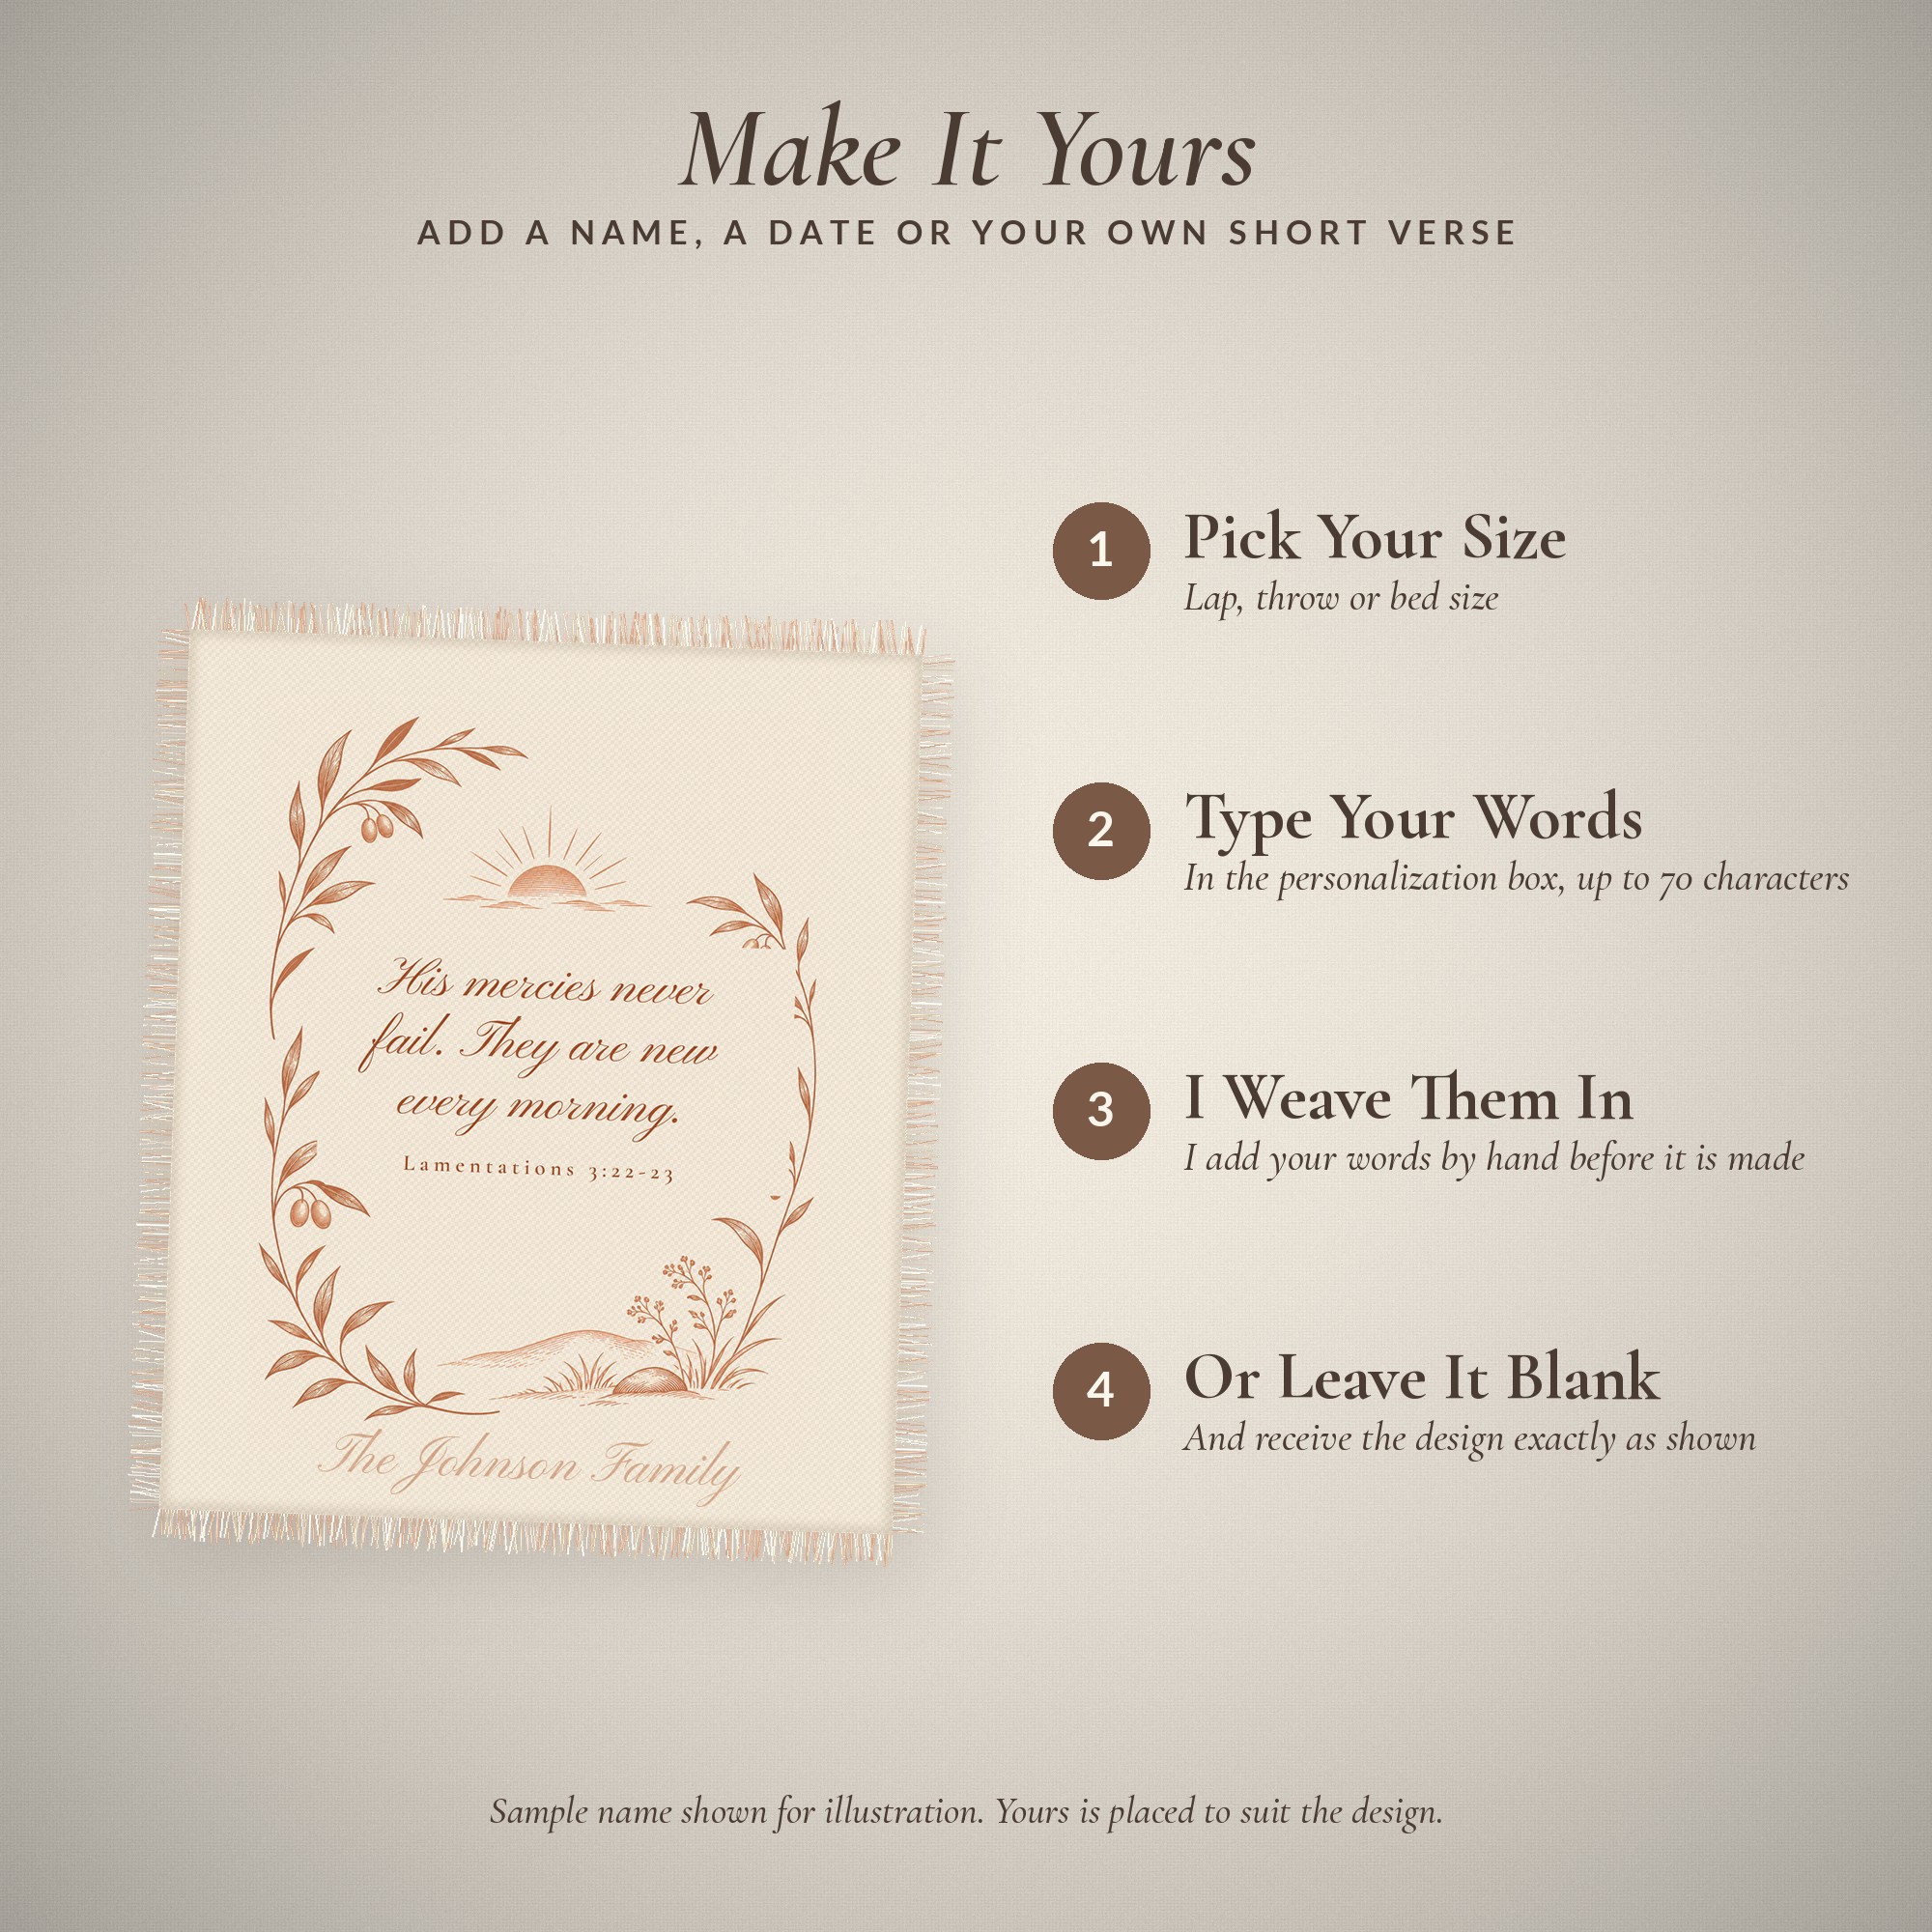 Make It Yours
ADD A NAME, A DATE OR YOUR OWN SHORT VERSE
His mercies never
fail. They are new
every morning.
Lamentations 3:22-23
The Johnson Family
1 Pick Your Size
Lap, throw or bed size
2 Type Your Words
In the personalization box, up to 70 characters
3 I Weave Them In
I add your words by hand before it is made
4 Or Leave It Blank
And receive the design exactly as shown
Sample name shown for illustration. Yours is placed to suit the design.